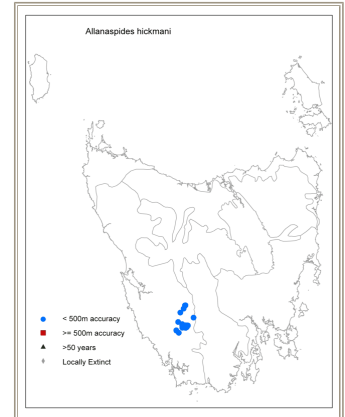 Allanaspides hickmani
< 500m accuracy
>= 500m accuracy
>50 years
Locally Extinct